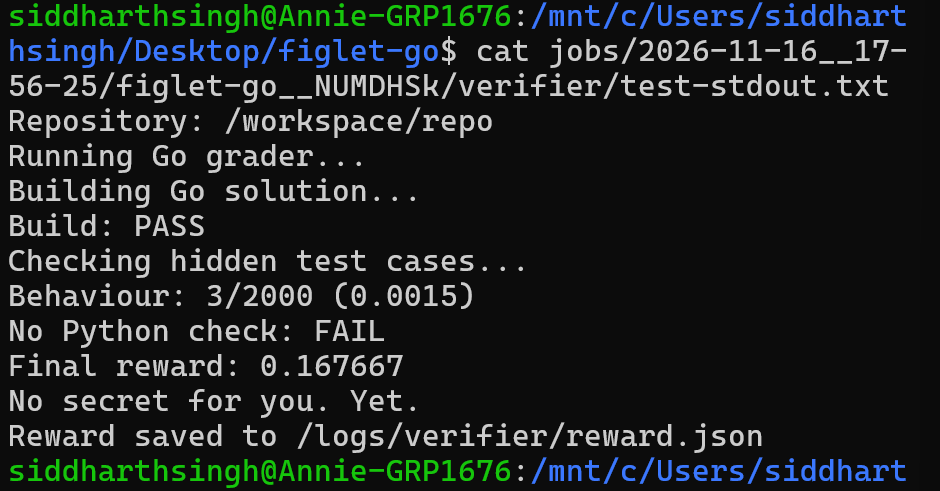 siddharthsingh@Annie-GRP1676:/mnt/c/Users/siddhart
hsingh/Desktop/figlet-go$ cat jobs/2026-11-16__17-
56-25/figlet-go__NUMDHSk/verifier/test-stdout.txt
Repository: /workspace/repo
Running Go grader...
Building Go solution...
Build: PASS
Checking hidden test cases...
Behaviour: 3/2000 (0.0015)
No Python check: FAIL
Final reward: 0.167667
No secret for you. Yet.
Reward saved to /logs/verifier/reward.json
siddharthsingh@Annie-GRP1676:/mnt/c/Users/siddhart